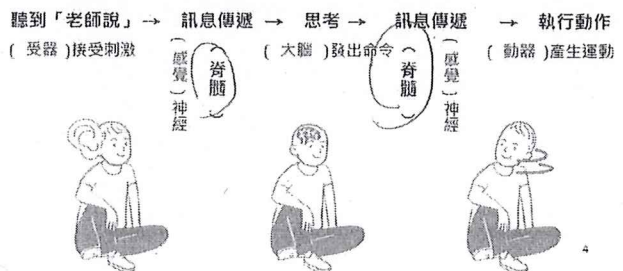 聽到「老師說」→ 訊息傳遞 → 思考 → 訊息傳遞 → 執行動作
( 受器 )接受刺激
(感覺)神經
脊髓
( 大腦 )發出命令
(脊髓)
(感覺)神經
( 動器 )產生運動
4